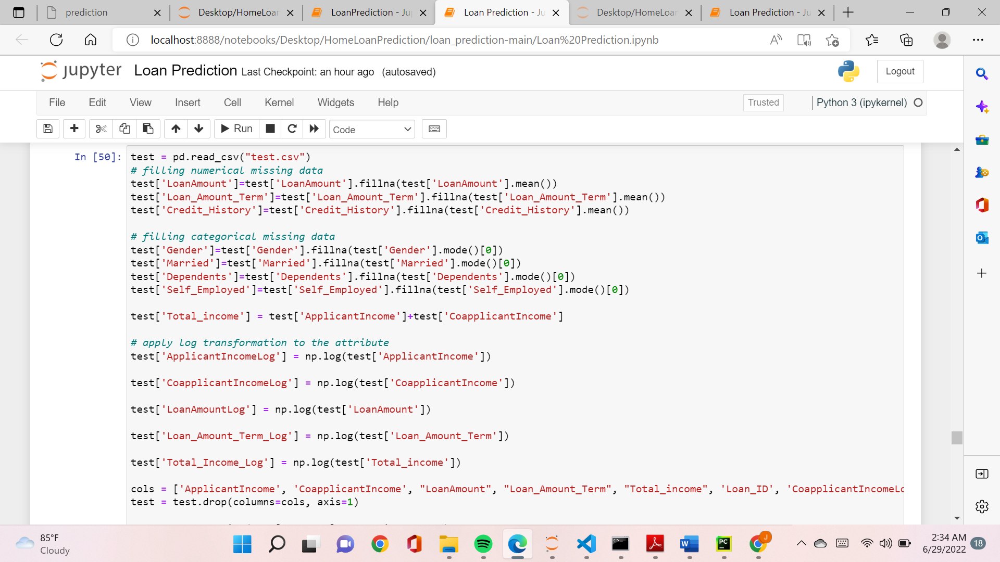 prediction
Desktop/HomeLoan
LoanPrediction - Ju
Loan Prediction - Ju
Desktop/HomeLoan
Loan Prediction - Ju
localhost:8888/notebooks/Desktop/HomeLoanPrediction/loan_prediction-main/Loan%20Prediction.ipynb
jupyter Loan Prediction Last Checkpoint: an hour ago (autosaved)
Logout
File Edit View Insert Cell Kernel Widgets Help
Trusted
Python 3 (ipykernel)
Run
Code
In [50]:
test = pd.read_csv("test.csv")
# filling numerical missing data
test['LoanAmount']=test['LoanAmount'].fillna(test['LoanAmount'].mean())
test['Loan_Amount_Term']=test['Loan_Amount_Term'].fillna(test['Loan_Amount_Term'].mean())
test['Credit_History']=test['Credit_History'].fillna(test['Credit_History'].mean())
# filling categorical missing data
test['Gender']=test['Gender'].fillna(test['Gender'].mode()[0])
test['Married']=test['Married'].fillna(test['Married'].mode()[0])
test['Dependents']=test['Dependents'].fillna(test['Dependents'].mode()[0])
test['Self_Employed']=test['Self_Employed'].fillna(test['Self_Employed'].mode()[0])
test['Total_income'] = test['ApplicantIncome']+test['CoapplicantIncome']
# apply log transformation to the attribute
test['ApplicantIncomeLog'] = np.log(test['ApplicantIncome'])
test['CoapplicantIncomeLog'] = np.log(test['CoapplicantIncome'])
test['LoanAmountLog'] = np.log(test['LoanAmount'])
test['Loan_Amount_Term_Log'] = np.log(test['Loan_Amount_Term'])
test['Total_Income_Log'] = np.log(test['Total_income'])
cols = ['ApplicantIncome', 'CoapplicantIncome', "LoanAmount", "Loan_Amount_Term", "Total_income", 'Loan_ID', 'CoapplicantIncomeLo
test = test.drop(columns=cols, axis=1)
85°F
Cloudy
2:34 AM
6/29/2022
18